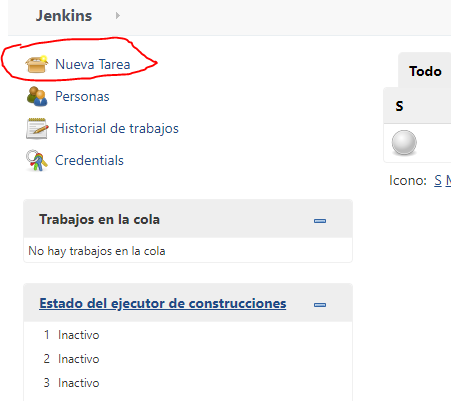 Jenkins
Nueva Tarea
Personas
Historial de trabajos
Credentials
Trabajos en la cola
No hay trabajos en la cola
Estado del ejecutor de construcciones
1 Inactivo
2 Inactivo
3 Inactivo
Todo
S
Icono: S M